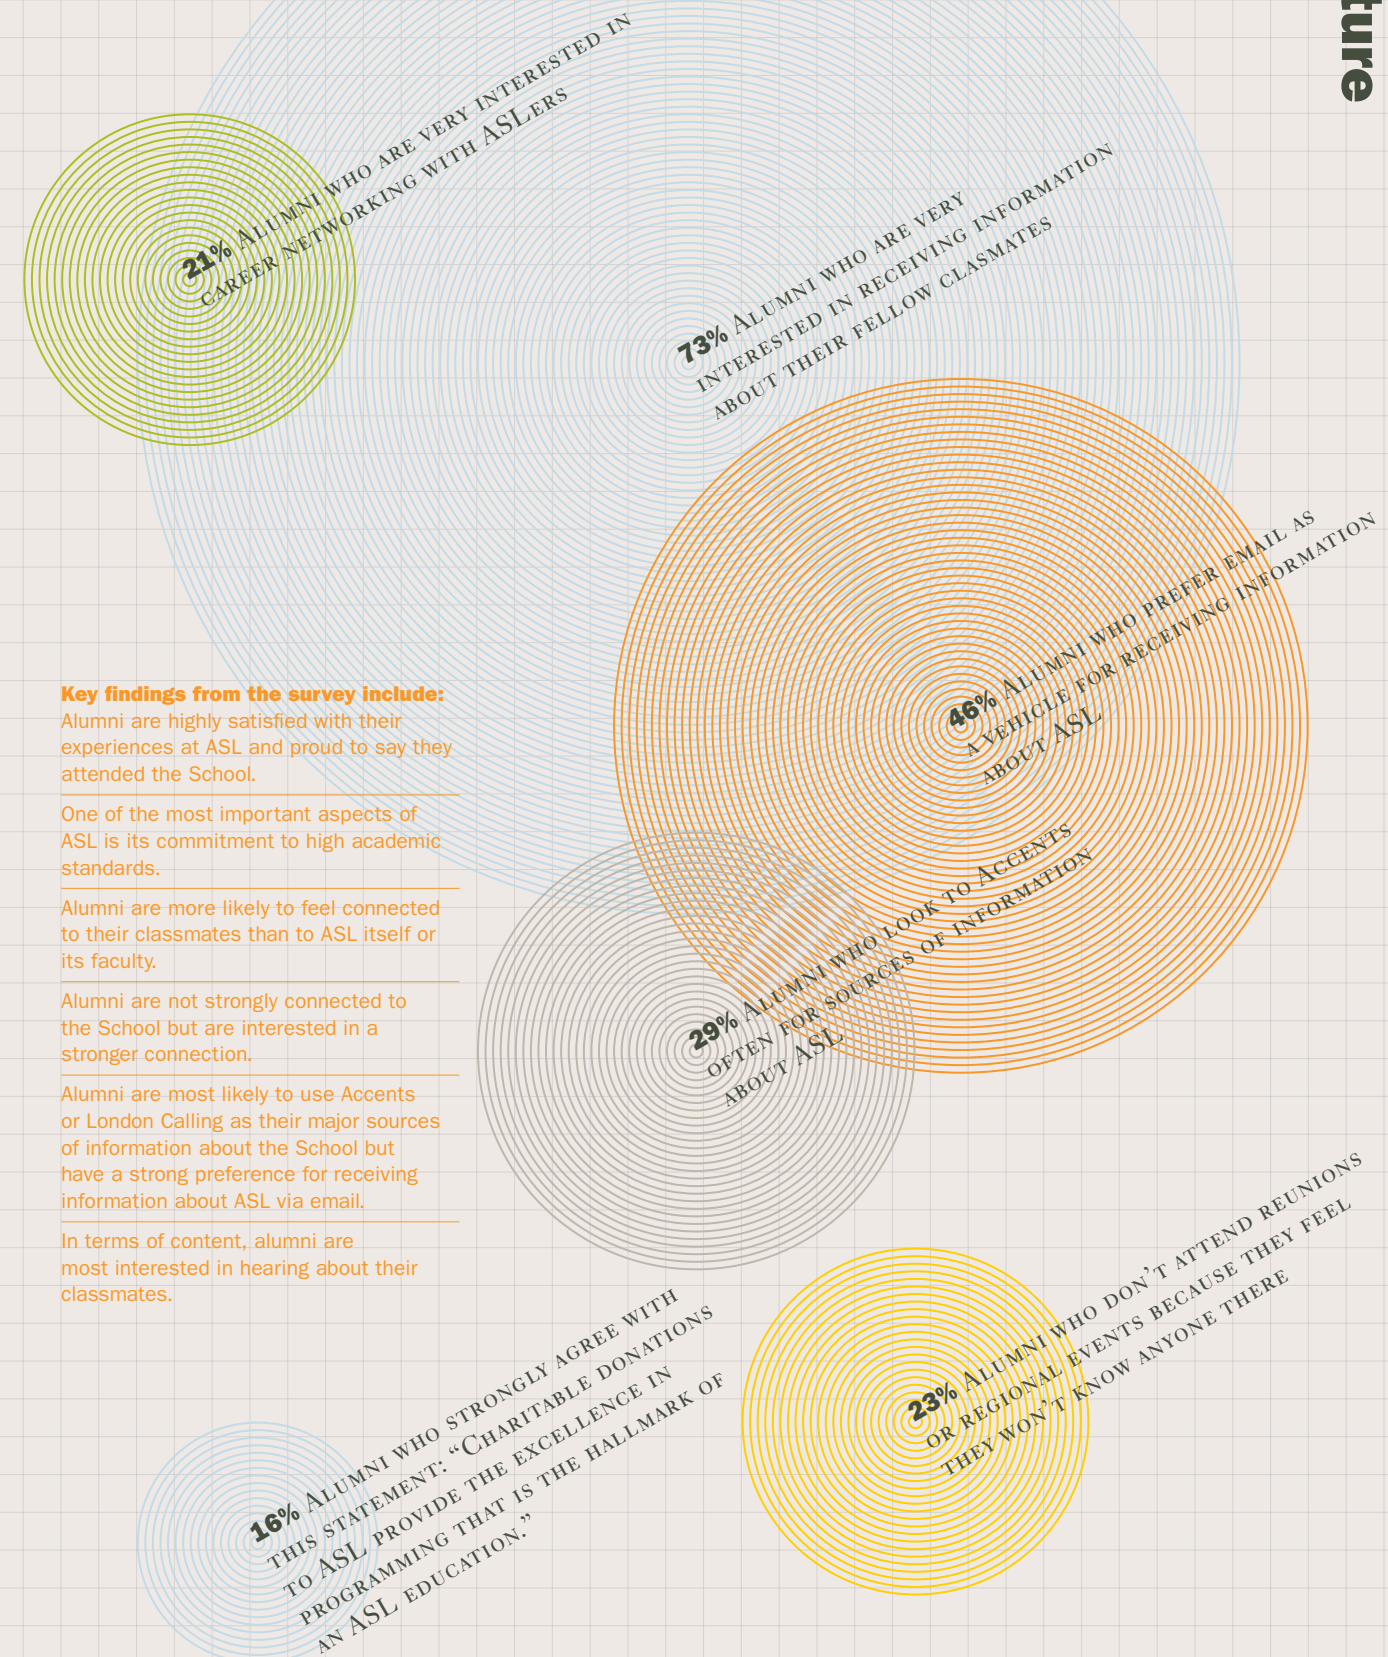 ture
21% Alumni who are very interested in
career networking with ASLers
73% Alumni who are very
interested in receiving information
about their fellow clasmates
46% Alumni who prefer email as
a vehicle for receiving information
about ASL
Key findings from the survey include:
Alumni are highly satisfied with their
experiences at ASL and proud to say they
attended the School.
One of the most important aspects of
ASL is its commitment to high academic
standards.
Alumni are more likely to feel connected
to their classmates than to ASL itself or
its faculty.
Alumni are not strongly connected to
the School but are interested in a
stronger connection.
Alumni are most likely to use Accents
or London Calling as their major sources
of information about the School but
have a strong preference for receiving
information about ASL via email.
In terms of content, alumni are
most interested in hearing about their
classmates.
29% Alumni who look to Accents
often for sources of information
about ASL
23% Alumni who don’t attend reunions
or regional events because they feel
they won’t know anyone there
16% Alumni who strongly agree with
this statement: “Charitable donations
to ASL provide the excellence in
programming that is the hallmark of
an ASL education.”